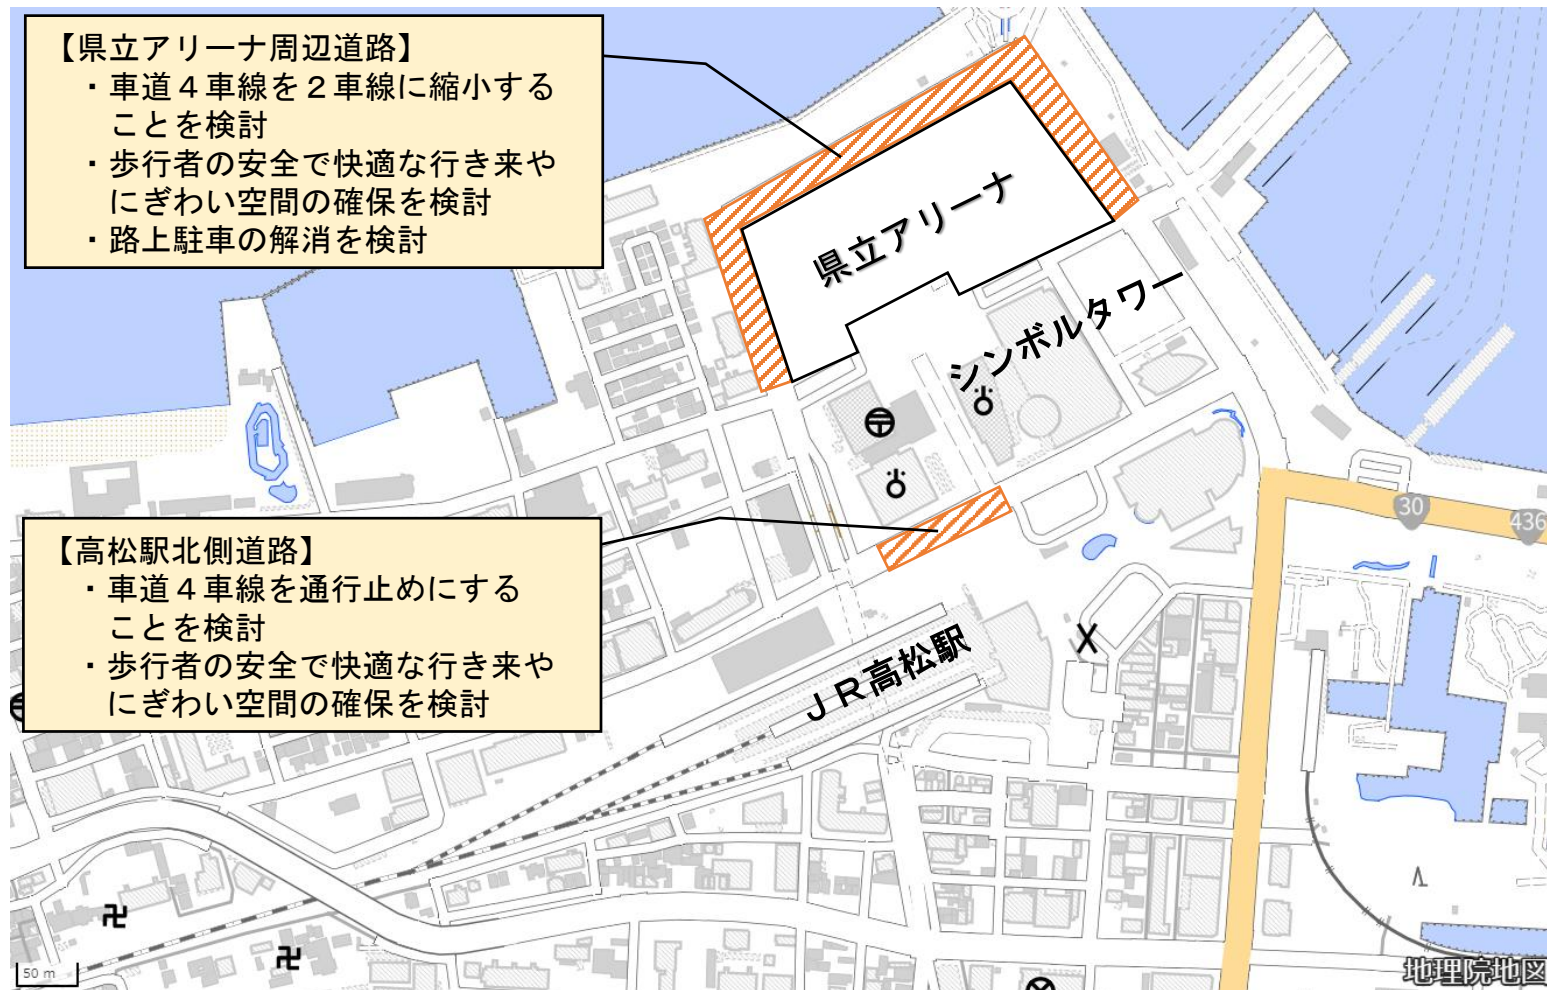 【県立アリーナ周辺道路】
・車道４車線を２車線に縮小する
ことを検討
・歩行者の安全で快適な行き来や
にぎわい空間の確保を検討
・路上駐車の解消を検討
県立アリーナ
シンボルタワー
30
436
【高松駅北側道路】
・車道４車線を通行止めにする
ことを検討
・歩行者の安全で快適な行き来や
にぎわい空間の確保を検討
ＪＲ高松駅
50 m
地理院地図